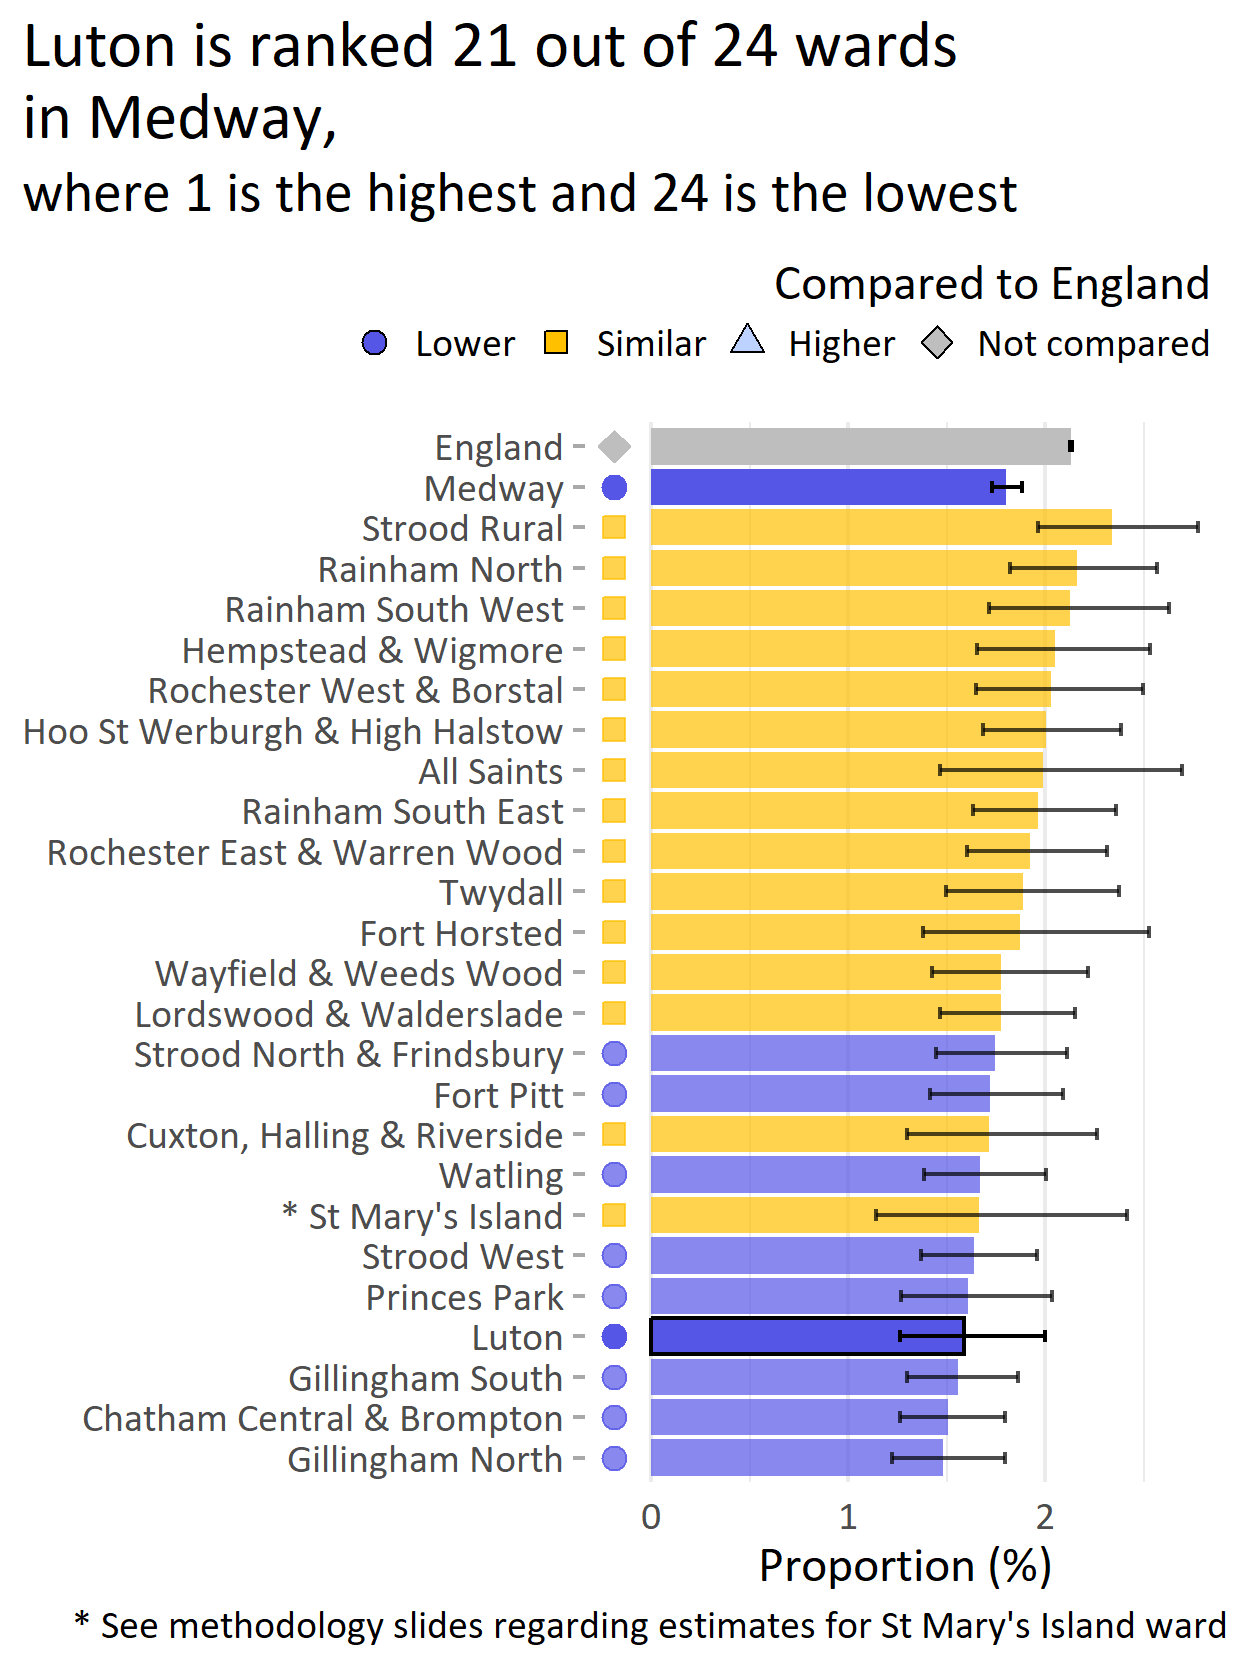 Luton is ranked 21 out of 24 wards
in Medway,
where 1 is the highest and 24 is the lowest
Compared to England
Lower Similar Higher Not compared
England
Medway
Strood Rural
Rainham North
Rainham South West
Hempstead & Wigmore
Rochester West & Borstal
Hoo St Werburgh & High Halstow
All Saints
Rainham South East
Rochester East & Warren Wood
Twydall
Fort Horsted
Wayfield & Weeds Wood
Lordswood & Walderslade
Strood North & Frindsbury
Fort Pitt
Cuxton, Halling & Riverside
Watling
* St Mary's Island
Strood West
Princes Park
Luton
Gillingham South
Chatham Central & Brompton
Gillingham North
0 1 2
Proportion (%)
* See methodology slides regarding estimates for St Mary's Island ward